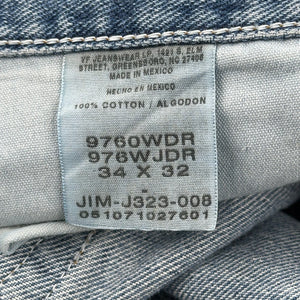 VF JEANSWEAR LP, 1421 S. ELM
STREET, GREENSBORO, NC 27406
MADE IN MEXICO
HECHO EN MEXICO
100% COTTON / ALGODON
9760WDR
976WJDR
34 X 32
-
JIM-J323-008
051071027601